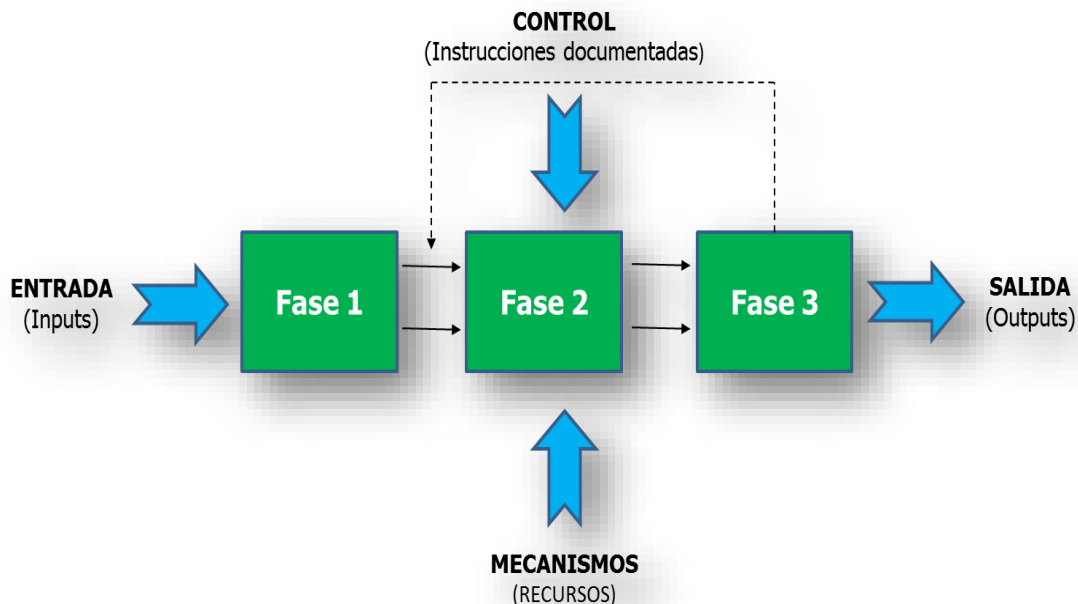 CONTROL
(Instrucciones documentadas)
ENTRADA
(Inputs)
Fase 1
Fase 2
Fase 3
SALIDA
(Outputs)
MECANISMOS
(RECURSOS)